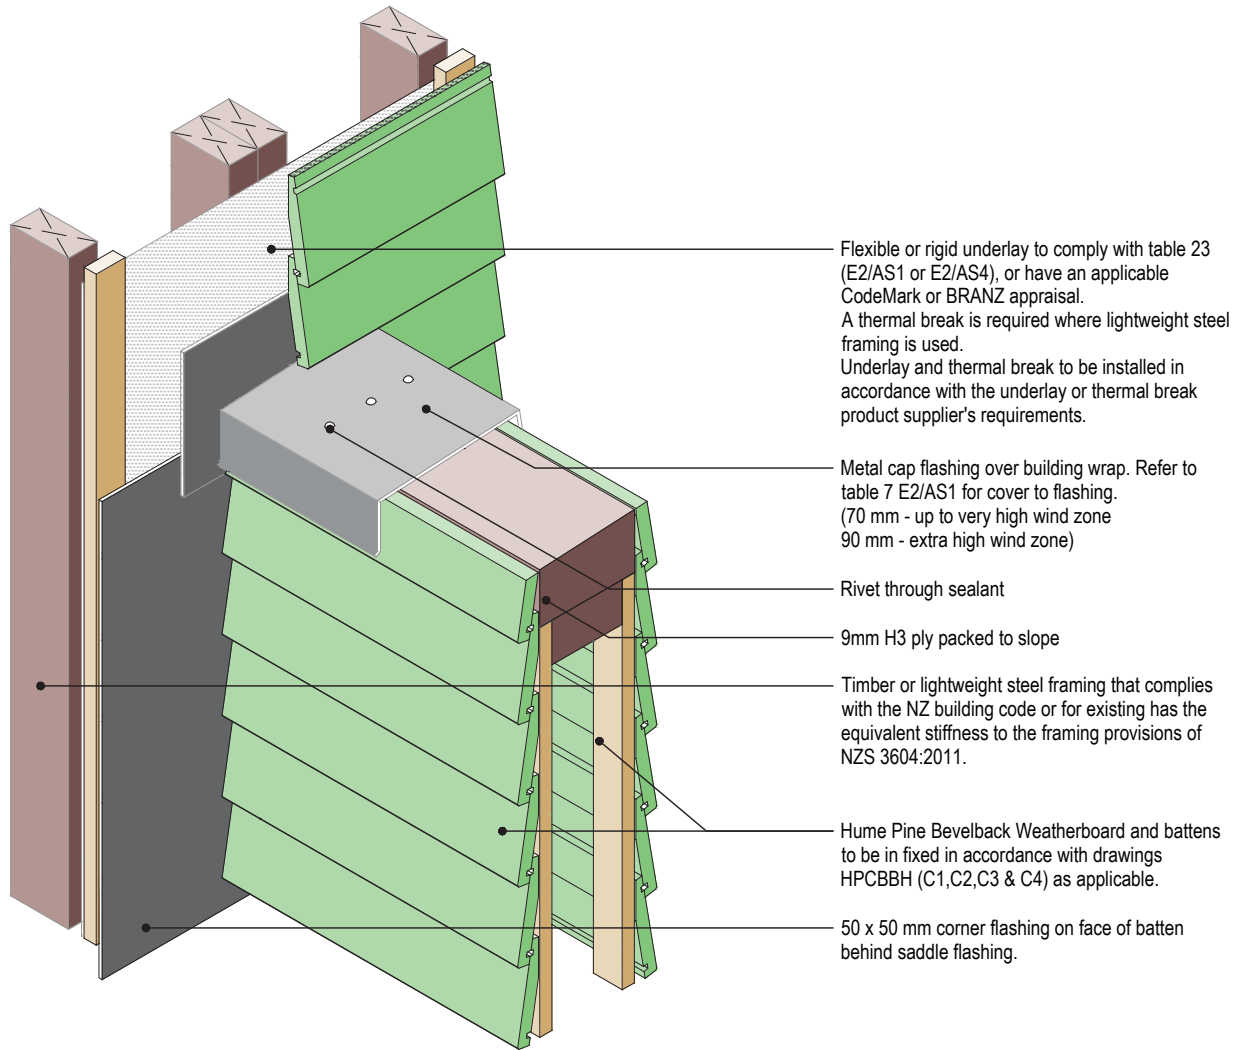 Flexible or rigid underlay to comply with table 23
(E2/AS1 or E2/AS4), or have an applicable
CodeMark or BRANZ appraisal.
A thermal break is required where lightweight steel
framing is used.
Underlay and thermal break to be installed in
accordance with the underlay or thermal break
product supplier's requirements.
Metal cap flashing over building wrap. Refer to
table 7 E2/AS1 for cover to flashing.
(70 mm - up to very high wind zone
90 mm - extra high wind zone)
Rivet through sealant
9mm H3 ply packed to slope
Timber or lightweight steel framing that complies
with the NZ building code or for existing has the
equivalent stiffness to the framing provisions of
NZS 3604:2011.
Hume Pine Bevelback Weatherboard and battens
to be in fixed in accordance with drawings
HPCBBH (C1,C2,C3 & C4) as applicable.
50 x 50 mm corner flashing on face of batten
behind saddle flashing.